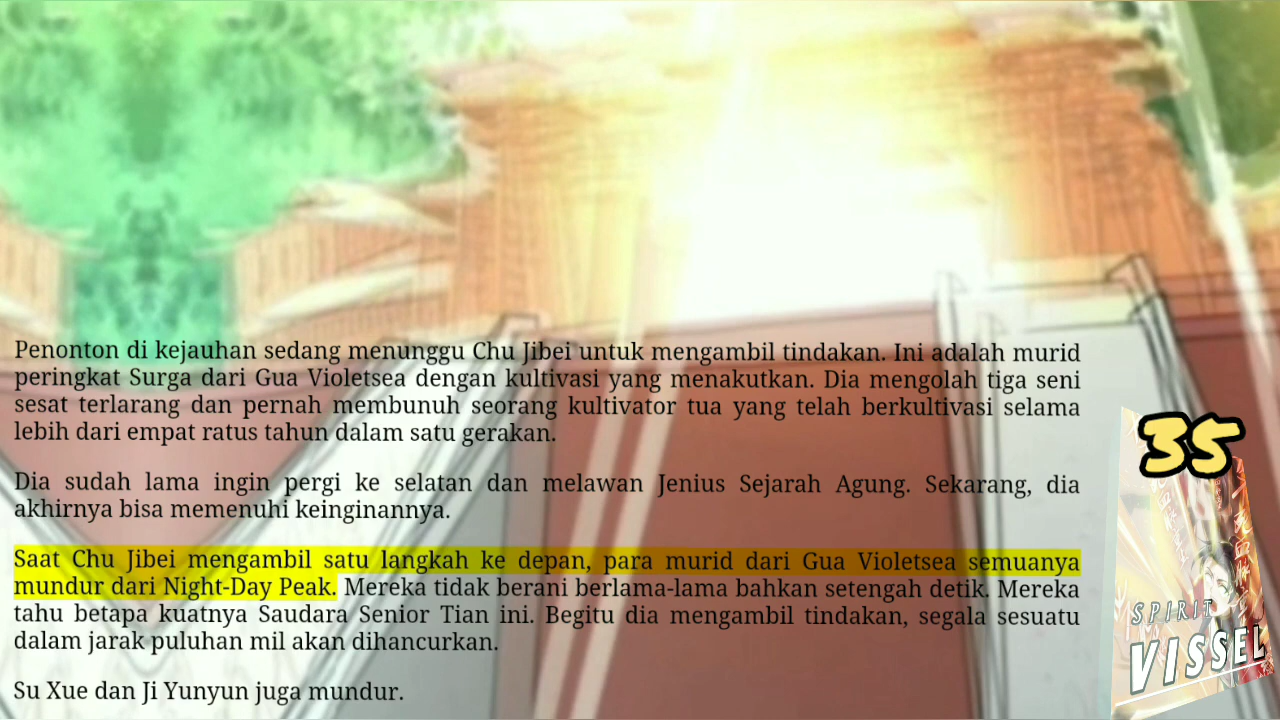 Penonton di kejauhan sedang menunggu Chu Jibei untuk mengambil tindakan. Ini adalah murid
peringkat Surga dari Gua Violetsea dengan kultivasi yang menakutkan. Dia mengolah tiga seni
sesat terlarang dan pernah membunuh seorang kultivator tua yang telah berkultivasi selama
lebih dari empat ratus tahun dalam satu gerakan.
Dia sudah lama ingin pergi ke selatan dan melawan Jenius Sejarah Agung. Sekarang, dia
akhirnya bisa memenuhi keinginannya.
Saat Chu Jibei mengambil satu langkah ke depan, para murid dari Gua Violetsea semuanya
mundur dari Night-Day Peak. Mereka tidak berani berlama-lama bahkan setengah detik. Mereka
tahu betapa kuatnya Saudara Senior Tian ini. Begitu dia mengambil tindakan, segala sesuatu
dalam jarak puluhan mil akan dihancurkan.
Su Xue dan Ji Yunyun juga mundur.
35
SPIRIT
VISSEL